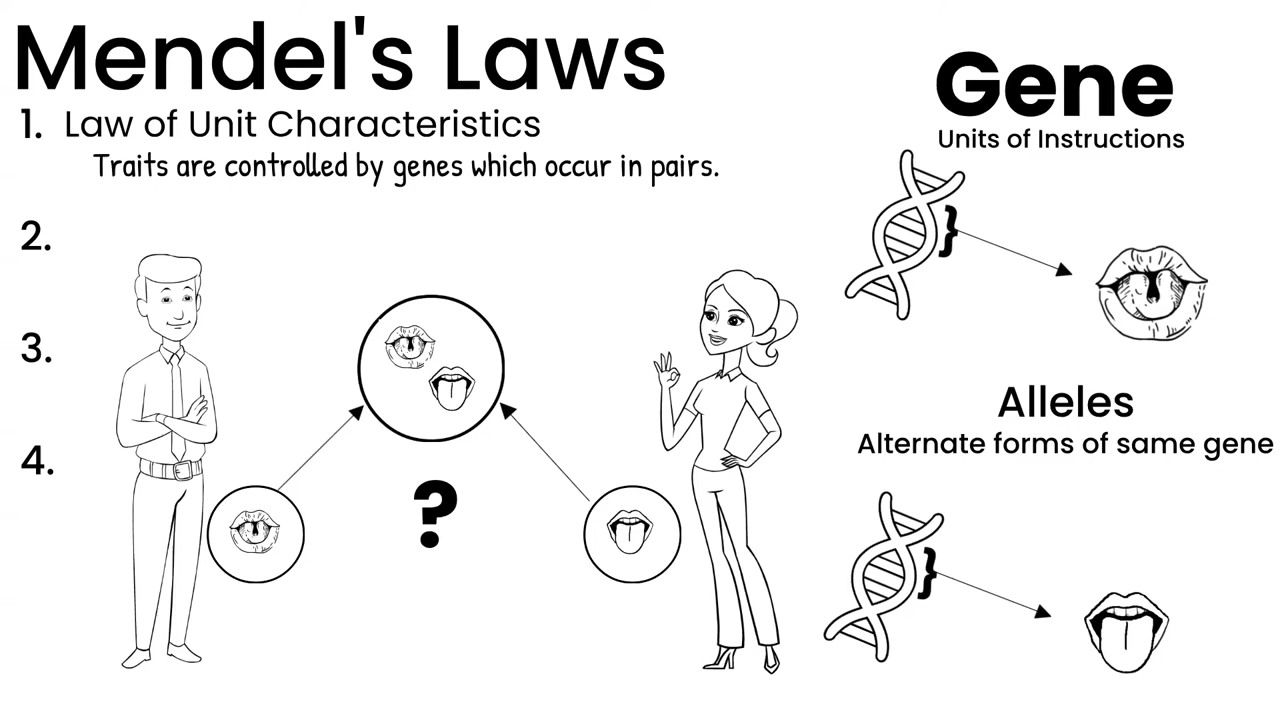 Mendel's Laws
1. Law of Unit Characteristics
Traits are controlled by genes which occur in pairs.
2.
3.
4.
?
Gene
Units of Instructions
}
Alleles
Alternate forms of same gene
}